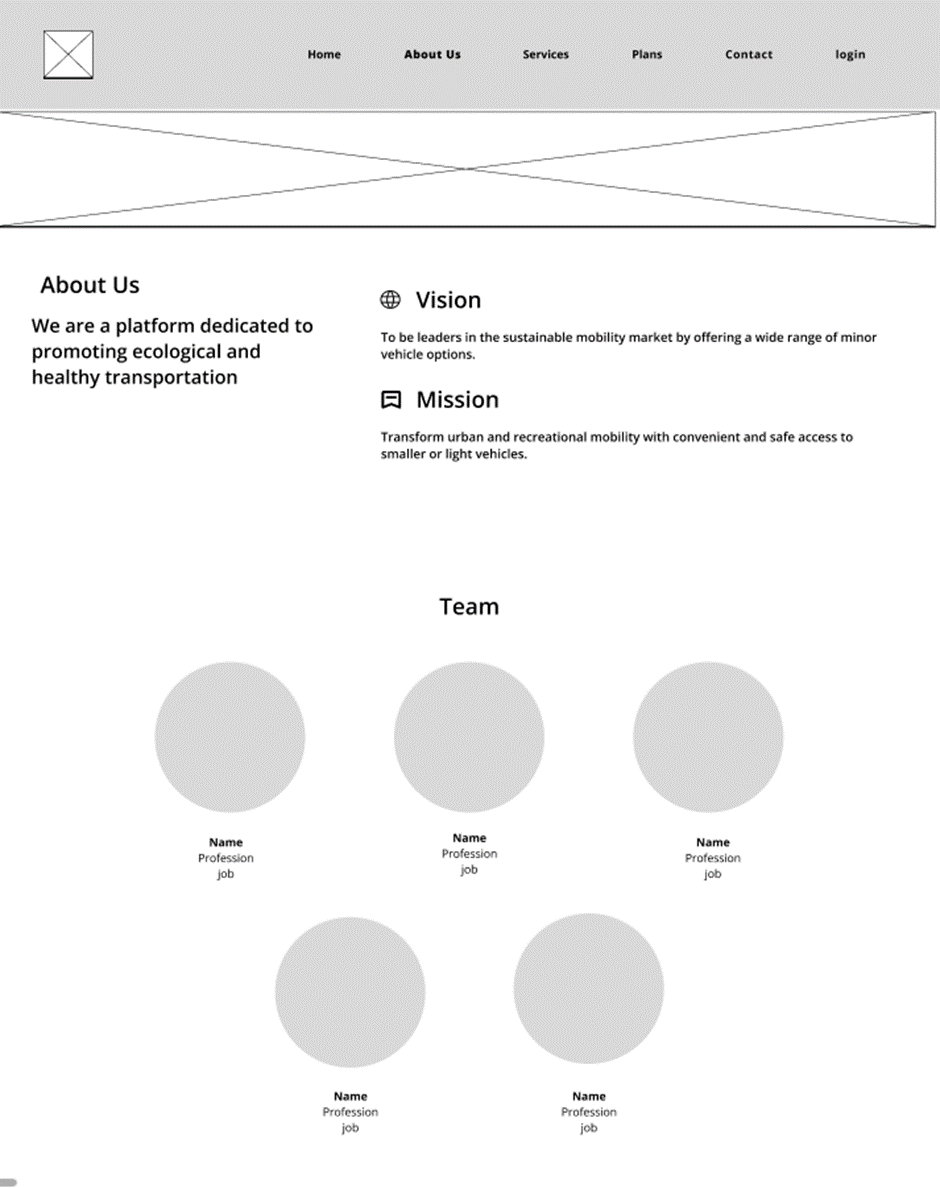 Home About Us Services Plans Contact login
About Us
We are a platform dedicated to
promoting ecological and
healthy transportation
Vision
To be leaders in the sustainable mobility market by offering a wide range of minor
vehicle options.
Mission
Transform urban and recreational mobility with convenient and safe access to
smaller or light vehicles.
Team
Name
Profession
job
Name
Profession
job
Name
Profession
job
Name
Profession
job
Name
Profession
job